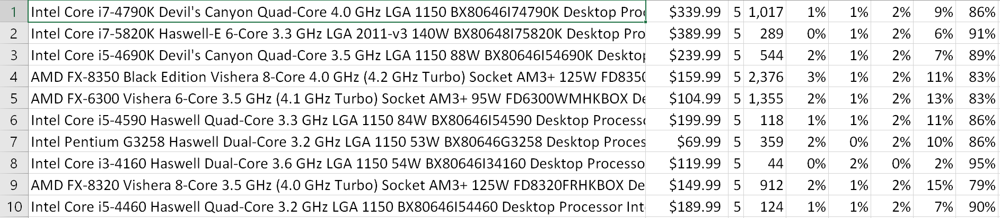 1 Intel Core i7-4790K Devil's Canyon Quad-Core 4.0 GHz LGA 1150 BX80646I74790K Desktop Pro $339.99 5 1,017 1% 1% 2% 9% 86%
2 Intel Core i7-5820K Haswell-E 6-Core 3.3 GHz LGA 2011-v3 140W BX80648I75820K Desktop Pro $389.99 5 289 0% 1% 2% 6% 91%
3 Intel Core i5-4690K Devil's Canyon Quad-Core 3.5 GHz LGA 1150 88W BX80646I54690K Desktop $239.99 5 544 2% 1% 2% 7% 89%
4 AMD FX-8350 Black Edition Vishera 8-Core 4.0 GHz (4.2 GHz Turbo) Socket AM3+ 125W FD8350 $159.99 5 2,376 3% 1% 2% 11% 83%
5 AMD FX-6300 Vishera 6-Core 3.5 GHz (4.1 GHz Turbo) Socket AM3+ 95W FD6300WMHKBOX De $104.99 5 1,355 2% 1% 2% 13% 83%
6 Intel Core i5-4590 Haswell Quad-Core 3.3 GHz LGA 1150 84W BX80646I54590 Desktop Process $199.99 5 118 1% 1% 2% 11% 86%
7 Intel Pentium G3258 Haswell Dual-Core 3.2 GHz LGA 1150 53W BX80646G3258 Desktop Proces $69.99 5 359 2% 0% 2% 10% 86%
8 Intel Core i3-4160 Haswell Dual-Core 3.6 GHz LGA 1150 54W BX80646I34160 Desktop Processo $119.99 5 44 0% 2% 0% 2% 95%
9 AMD FX-8320 Vishera 8-Core 3.5 GHz (4.0 GHz Turbo) Socket AM3+ 125W FD8320FRHKBOX De $149.99 5 912 2% 1% 2% 15% 79%
10 Intel Core i5-4460 Haswell Quad-Core 3.2 GHz LGA 1150 BX80646I54460 Desktop Processor Int $189.99 5 124 1% 1% 2% 7% 90%